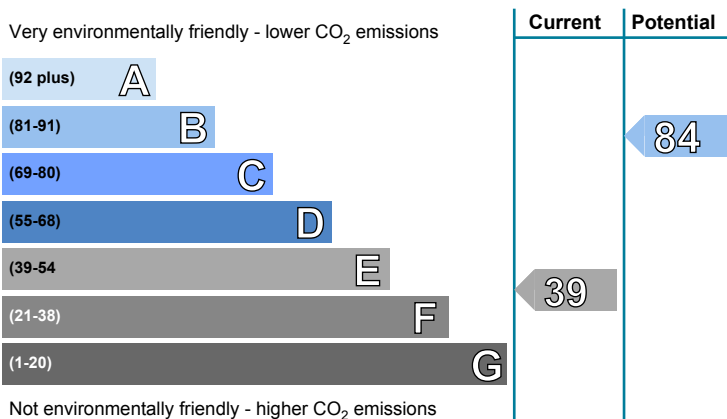 Current Potential
Very environmentally friendly - lower CO2 emissions
(92 plus) A
(81-91) B
84
(69-80) C
(55-68) D
(39-54 E
39
(21-38) F
(1-20) G
Not environmentally friendly - higher CO2 emissions